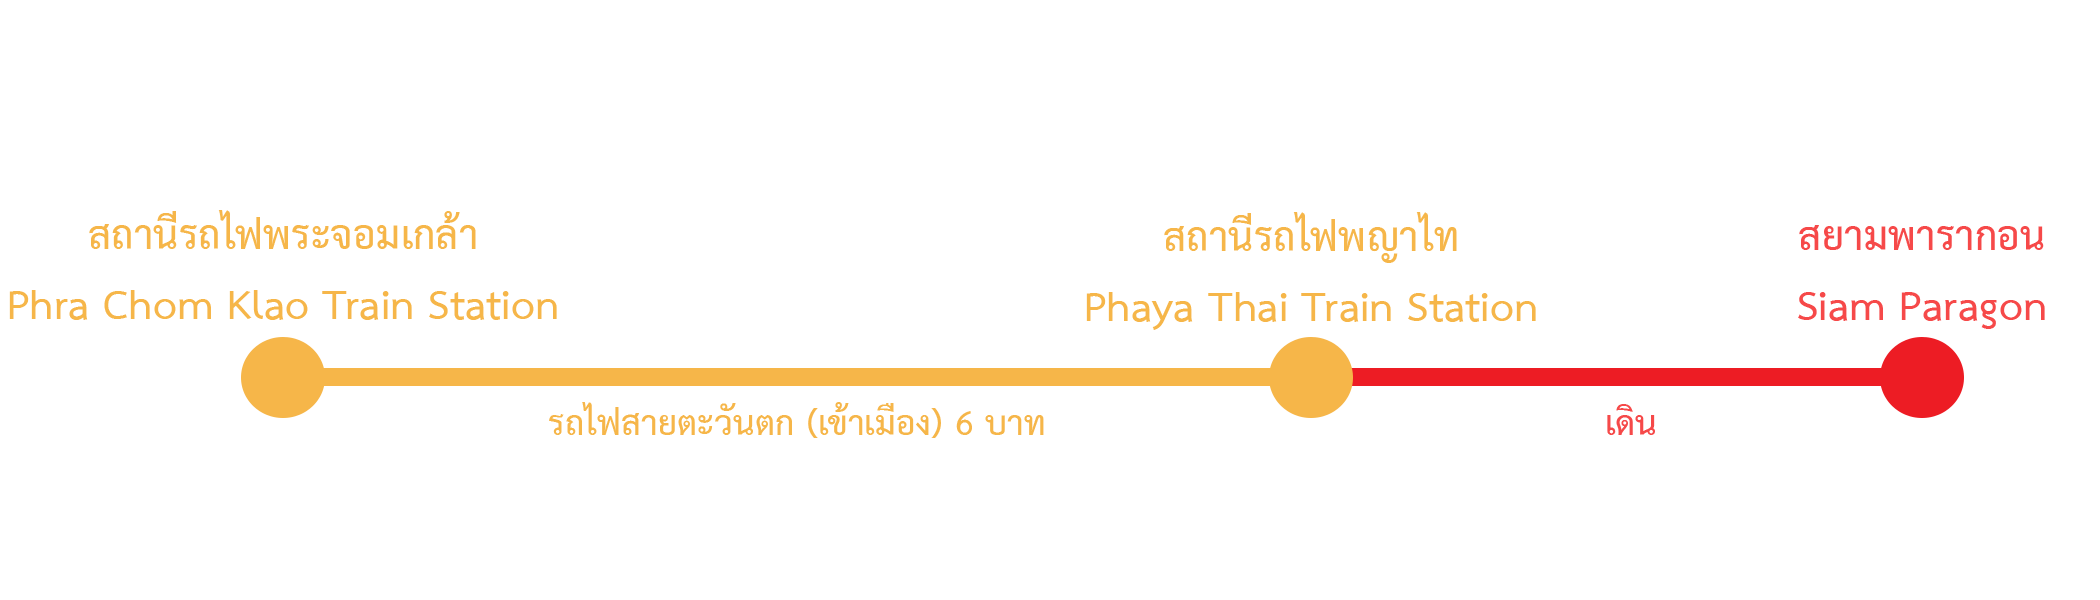 สถานีรถไฟพระจอมเกล้า
Phra Chom Klao Train Station
สถานีรถไฟพญาไท
Phaya Thai Train Station
สยามพารากอน
Siam Paragon
รถไฟสายตะวันตก (เข้าเมือง) 6 บาท
เดิน